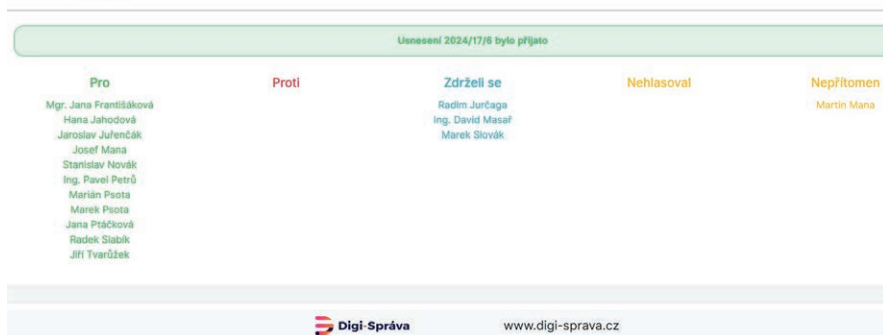 Usnesení 2024/17/6 bylo přijato
Pro
Mgr. Jana Františáková
Hana Jahodová
Jaroslav Juřenčák
Josef Mana
Stanislav Novák
Ing. Pavel Petrů
Marián Psota
Marek Psota
Jana Ptáčková
Radek Slabík
Jiří Tvarůžek
Proti
Zdrželi se
Radim Jurčaga
Ing. David Masař
Marek Slovák
Nehlasoval
Nepřítomen
Martin Mana
Digi-Správa
www.digi-sprava.cz